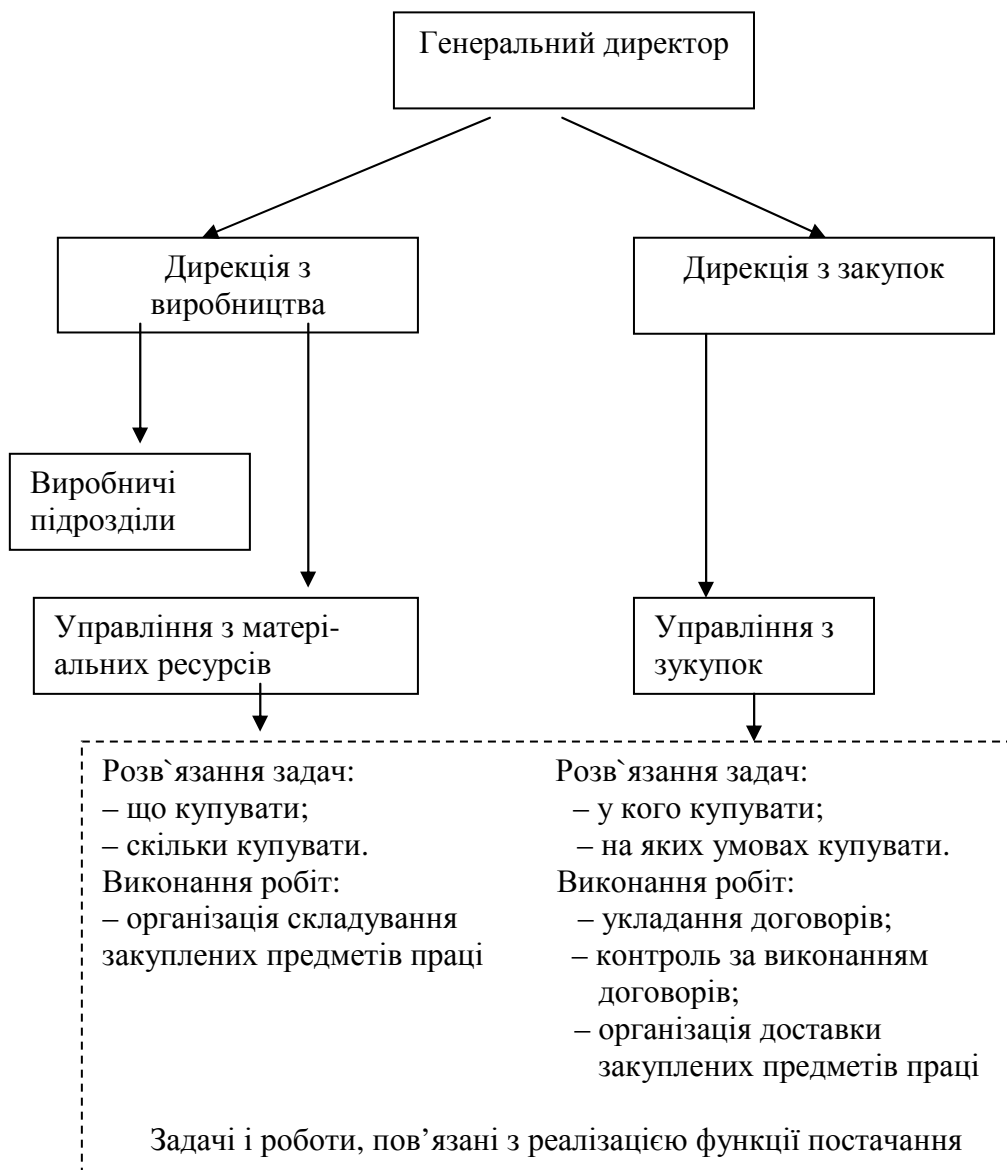 Генеральний директор
Дирекція з
виробництва
Дирекція з закупок
Виробничі
підрозділи
Управління з матері-
альних ресурсів
Управління з
зукупок
Розв`язання задач:
– що купувати;
– скільки купувати.
Виконання робіт:
– організація складування
закуплених предметів праці
Розв`язання задач:
– у кого купувати;
– на яких умовах купувати.
Виконання робіт:
– укладання договорів;
– контроль за виконанням
договорів;
– організація доставки
закуплених предметів праці
Задачі і роботи, пов’язані з реалізацією функції постачання